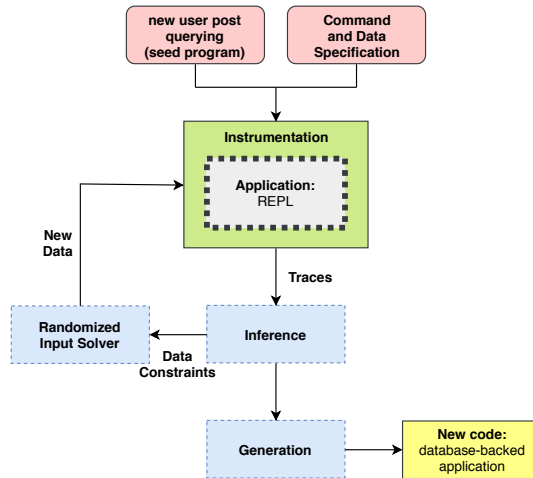 new user post
querying
(seed program)
Command
and Data
Specification
Instrumentation
Application:
REPL
New
Data
Traces
Randomized
Input Solver
Data
Constraints
Inference
Generation
New code:
database-backed
application